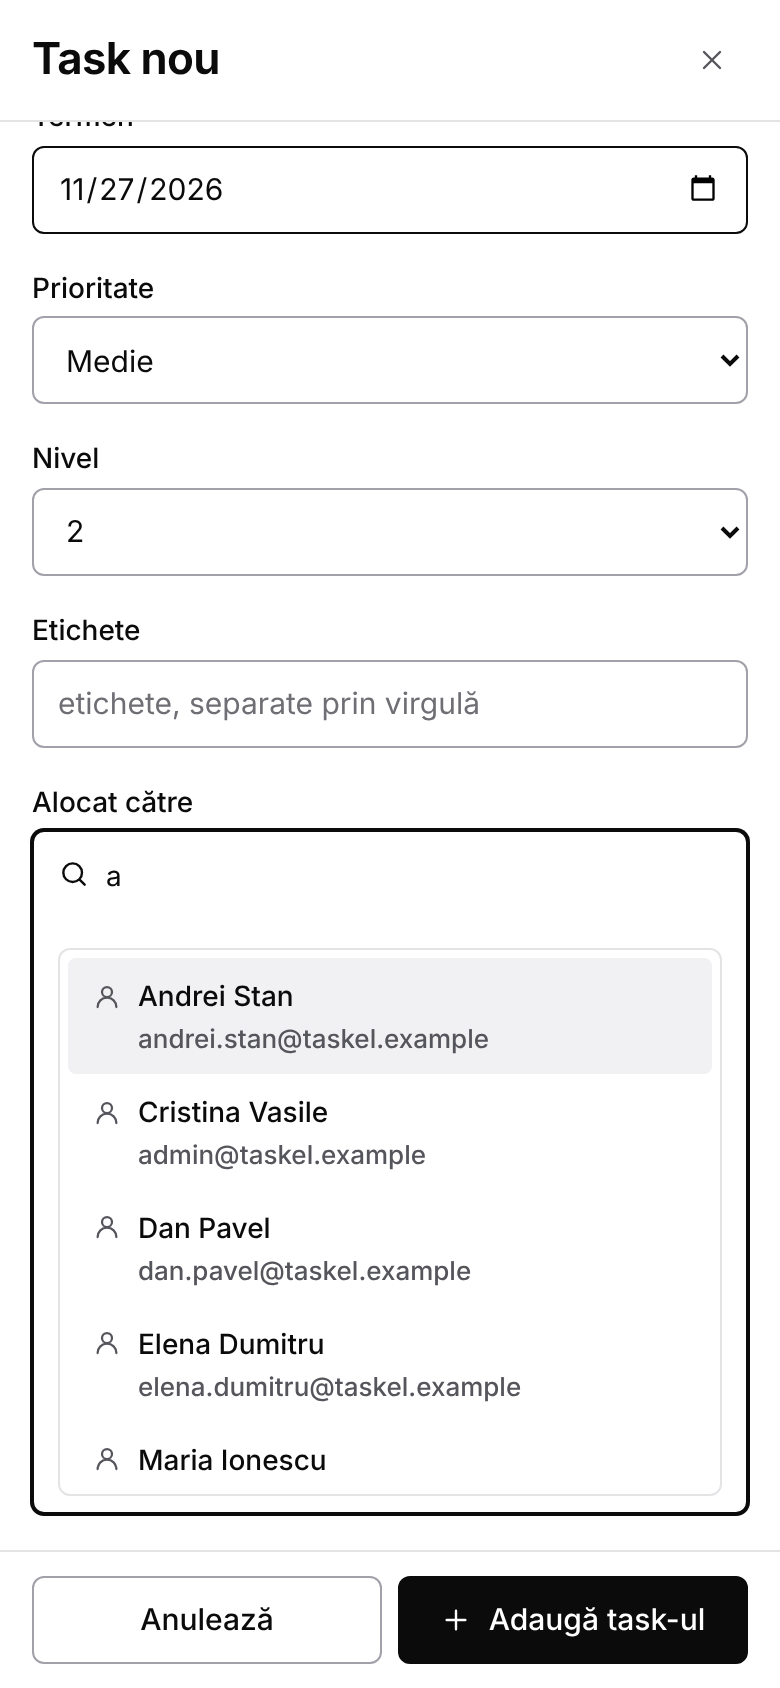 Task nou
Termen
11/27/2026
Prioritate
Medie
Nivel
2
Etichete
etichete, separate prin virgulă
Alocat către
a
Andrei Stan
andrei.stan@taskel.example
Cristina Vasile
admin@taskel.example
Dan Pavel
dan.pavel@taskel.example
Elena Dumitru
elena.dumitru@taskel.example
Maria Ionescu
Anulează
Adaugă task-ul